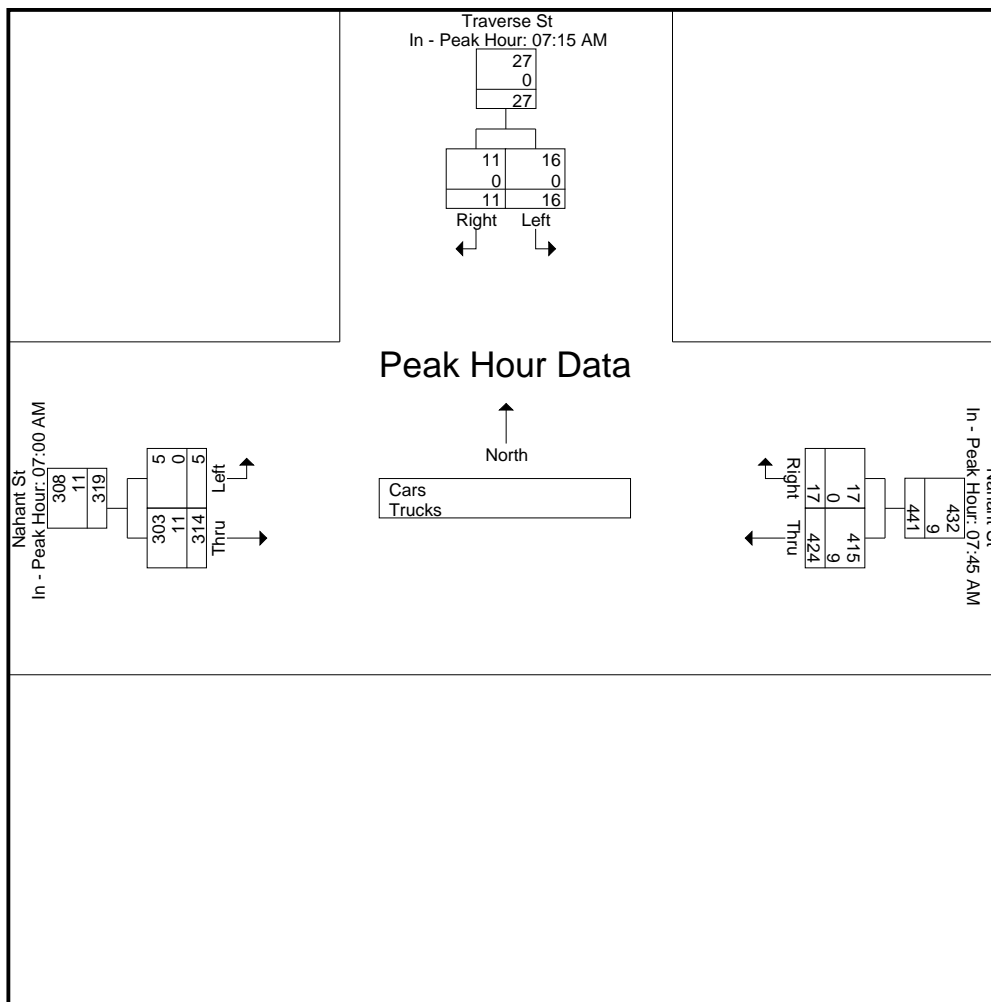 Traverse St
In - Peak Hour: 07:15 AM
27
0
27
11 16
0 0
11 16
Right Left
Peak Hour Data
North
Cars
Trucks
Nahant St
In - Peak Hour: 07:00 AM
308
11
319
5 303
0 11
5 314
Left Thru
Right Thru
17 424
0 9
17 415
441
9
432
In - Peak Hour: 07:45 AM
Nahant St